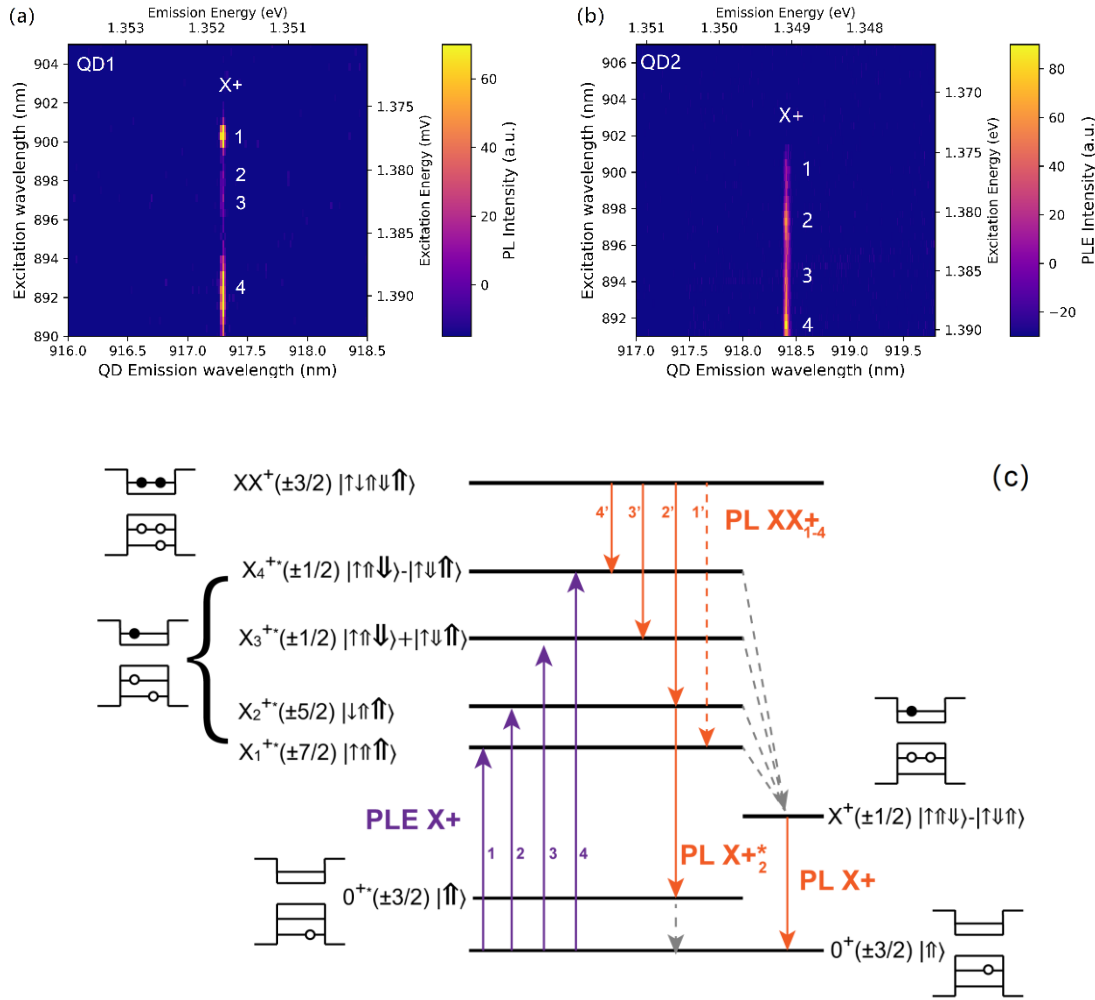 (a)
Emission Energy (eV)
1.353 1.352 1.351
QD1
X+
1
2
3
4
904
902
900
898
896
894
892
890
Excitation wavelength (nm)
916.0 916.5 917.0 917.5 918.0 918.5
QD Emission wavelength (nm)
1.375
1.380
1.385
1.390
Excitation Energy (mV)
60
40
20
0
PL Intensity (a.u.)
(b)
Emission Energy (eV)
1.351 1.350 1.349 1.348
QD2
X+
1
2
3
4
906
904
902
900
898
896
894
892
Excitation wavelength (nm)
917.0 917.5 918.0 918.5 919.0 919.5
QD Emission wavelength (nm)
1.370
1.375
1.380
1.385
1.390
Excitation Energy (eV)
80
60
40
20
0
−20
PLE Intensity (a.u.)
(c)
XX⁺(±3/2) |↑↓⇑⇓⇑⟩
4' 3' 2' 1'
PL XX+₁₋₄
X₄⁺*(±1/2) |↑⇑⇓⟩-|↑⇓⇑⟩
X₃⁺*(±1/2) |↑⇑⇓⟩+|↑⇓⇑⟩
X₂⁺*(±5/2) |↓⇑⇑⟩
X₁⁺*(±7/2) |↑⇑⇑⟩
X⁺(±1/2) |↑⇑⇓⟩-|↑⇓⇑⟩
PLE X+
1 2 3 4
PL X+₂*
PL X+
0⁺*(±3/2) |⇑⟩
0⁺(±3/2) |⇑⟩